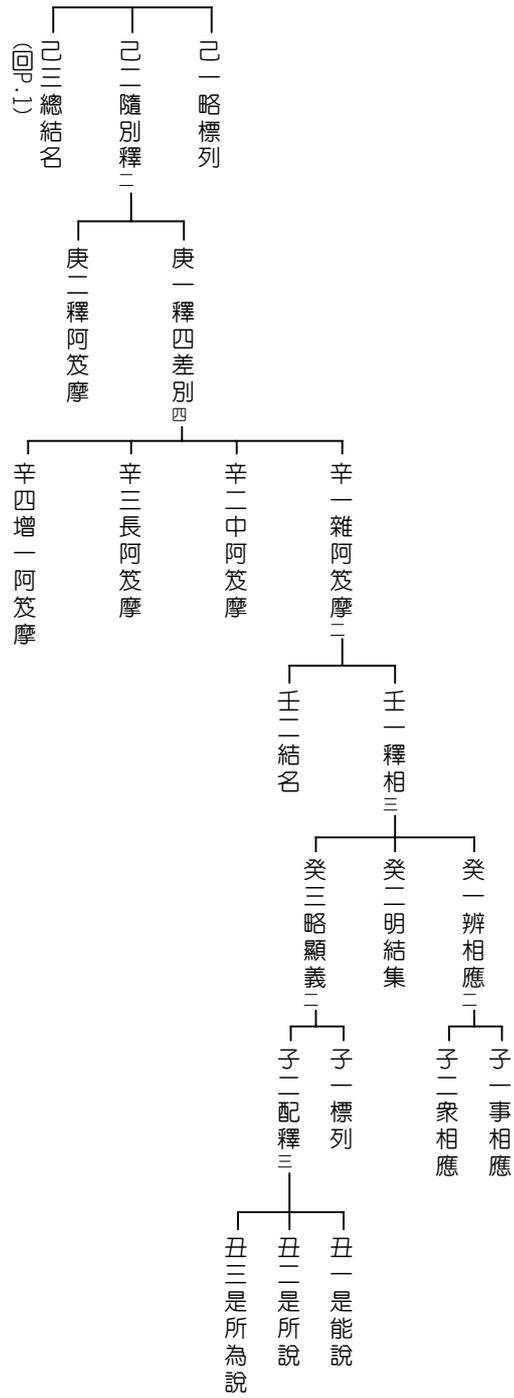 己一略標列
己二隨別釋二
己三總結名
(回P.1)
庚一釋四差別四
庚二釋阿笈摩
辛一雜阿笈摩二
辛二中阿笈摩
辛三長阿笈摩
辛四增一阿笈摩
壬一釋相三
壬二結名
癸一辨相應二
癸二明結集
癸三略顯義二
子一事相應
子二衆相應
子一標列
子二配釋三
丑一是能說
丑二是所說
丑三是所為說